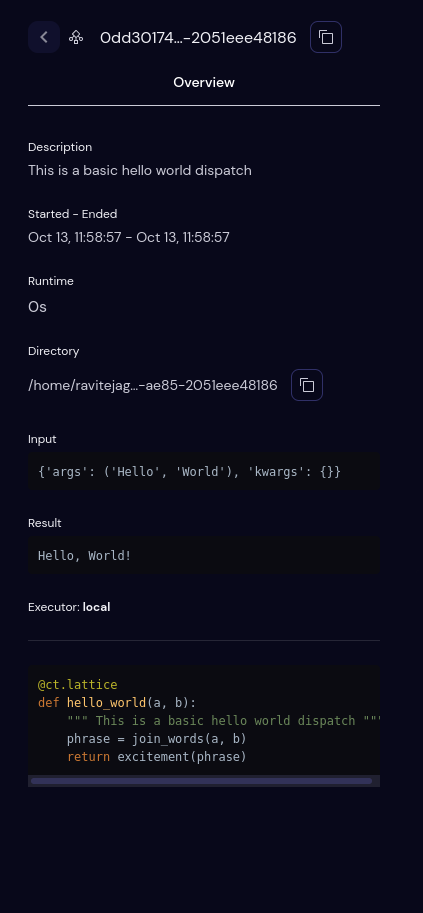 0dd30174...-2051eee48186
Overview
Description
This is a basic hello world dispatch
Started - Ended
Oct 13, 11:58:57 - Oct 13, 11:58:57
Runtime
0s
Directory
/home/ravitejag...-ae85-2051eee48186
Input
{'args': ('Hello', 'World'), 'kwargs': {}}
Result
Hello, World!
Executor: local
@ct.lattice
def hello_world(a, b):
    """ This is a basic hello world dispatch """
    phrase = join_words(a, b)
    return excitement(phrase)